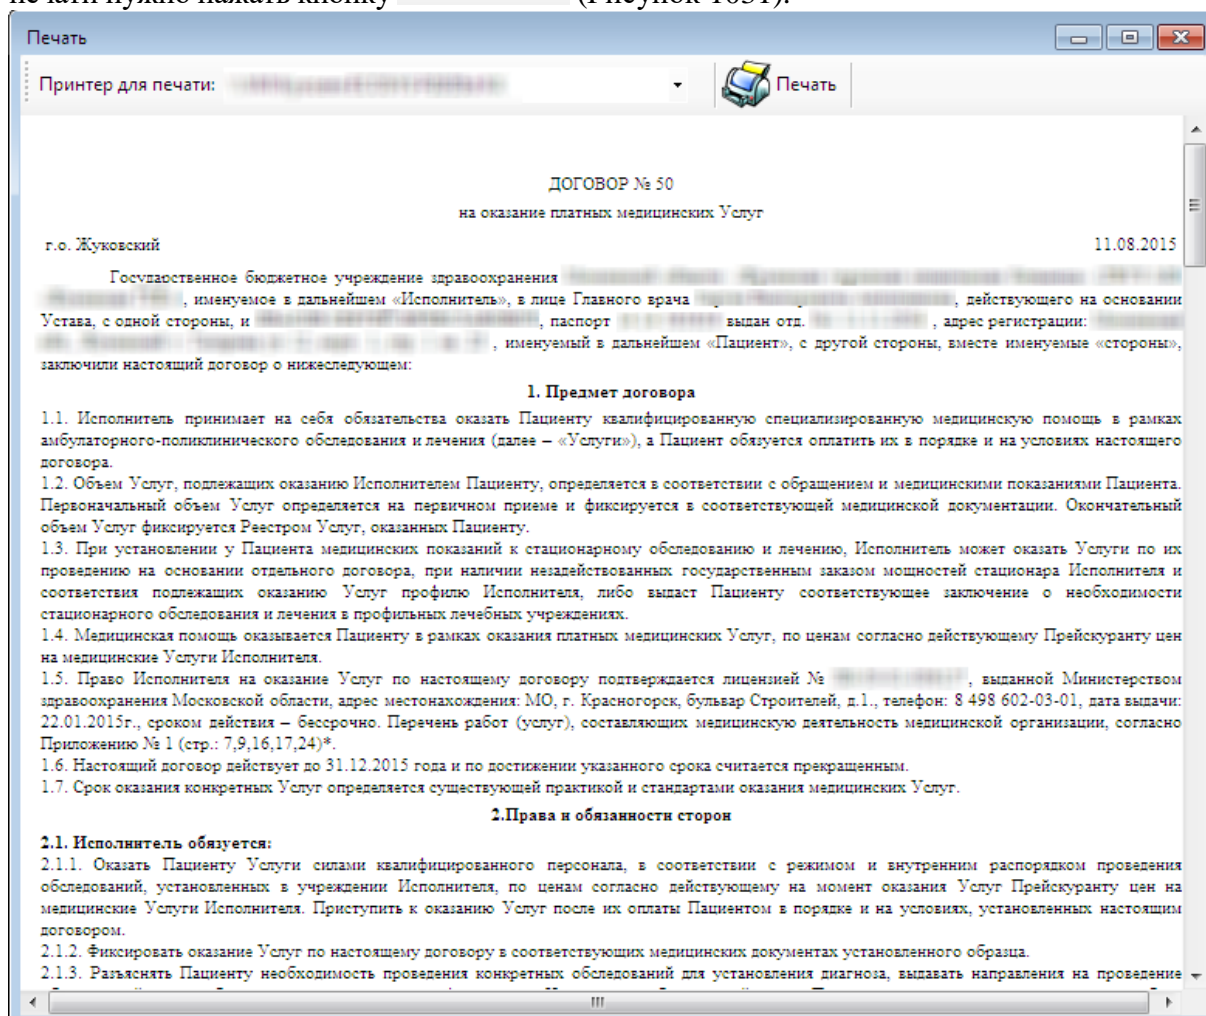 печати нужно нажать кнопку (Рисунок 1031).
Печать
Принтер для печати:
Печать
ДОГОВОР № 50
на оказание платных медицинских Услуг
г.о. Жуковский 11.08.2015
Государственное бюджетное учреждение здравоохранения
, именуемое в дальнейшем «Исполнитель», в лице Главного врача , действующего на основании
Устава, с одной стороны, и , паспорт выдан отд. , адрес регистрации:
, именуемый в дальнейшем «Пациент», с другой стороны, вместе именуемые «стороны»,
заключили настоящий договор о нижеследующем:
1. Предмет договора
1.1. Исполнитель принимает на себя обязательства оказать Пациенту квалифицированную специализированную медицинскую помощь в рамках
амбулаторного-поликлинического обследования и лечения (далее – «Услуги»), а Пациент обязуется оплатить их в порядке и на условиях настоящего
договора.
1.2. Объем Услуг, подлежащих оказанию Исполнителем Пациенту, определяется в соответствии с обращением и медицинскими показаниями Пациента.
Первоначальный объем Услуг определяется на первичном приеме и фиксируется в соответствующей медицинской документации. Окончательный
объем Услуг фиксируется Реестром Услуг, оказанных Пациенту.
1.3. При установлении у Пациента медицинских показаний к стационарному обследованию и лечению, Исполнитель может оказать Услуги по их
проведению на основании отдельного договора, при наличии незадействованных государственным заказом мощностей стационара Исполнителя и
соответствия подлежащих оказанию Услуг профилю Исполнителя, либо выдаст Пациенту соответствующее заключение о необходимости
стационарного обследования и лечения в профильных лечебных учреждениях.
1.4. Медицинская помощь оказывается Пациенту в рамках оказания платных медицинских Услуг, по ценам согласно действующему Прейскуранту цен
на медицинские Услуги Исполнителя.
1.5. Право Исполнителя на оказание Услуг по настоящему договору подтверждается лицензией № , выданной Министерством
здравоохранения Московской области, адрес местонахождения: МО, г. Красногорск, бульвар Строителей, д.1., телефон: 8 498 602-03-01, дата выдачи:
22.01.2015г., сроком действия – бессрочно. Перечень работ (услуг), составляющих медицинскую деятельность медицинской организации, согласно
Приложению № 1 (стр.: 7,9,16,17,24)*.
1.6. Настоящий договор действует до 31.12.2015 года и по достижении указанного срока считается прекращенным.
1.7. Срок оказания конкретных Услуг определяется существующей практикой и стандартами оказания медицинских Услуг.
2.Права и обязанности сторон
2.1. Исполнитель обязуется:
2.1.1. Оказать Пациенту Услуги силами квалифицированного персонала, в соответствии с режимом и внутренним распорядком проведения
обследований, установленных в учреждении Исполнителя, по ценам согласно действующему на момент оказания Услуг Прейскуранту цен на
медицинские Услуги Исполнителя. Приступить к оказанию Услуг после их оплаты Пациентом в порядке и на условиях, установленных настоящим
договором.
2.1.2. Фиксировать оказание Услуг по настоящему договору в соответствующих медицинских документах установленного образца.
2.1.3. Разъяснять Пациенту необходимость проведения конкретных обследований для установления диагноза, выдавать направления на проведение